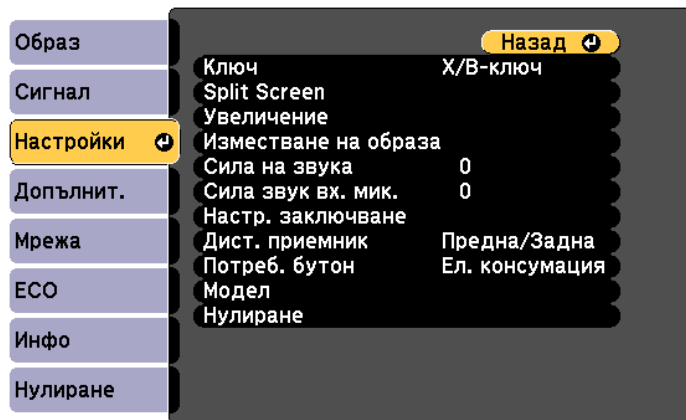 Образ
Сигнал
Настройки
Допълнит.
Мрежа
ECO
Инфо
Нулиране
Назад
Ключ Х/В-ключ
Split Screen
Увеличение
Изместване на образа
Сила на звука 0
Сила звук вх. мик. 0
Настр. заключване
Дист. приемник Предна/Задна
Потреб. бутон Ел. консумация
Модел
Нулиране